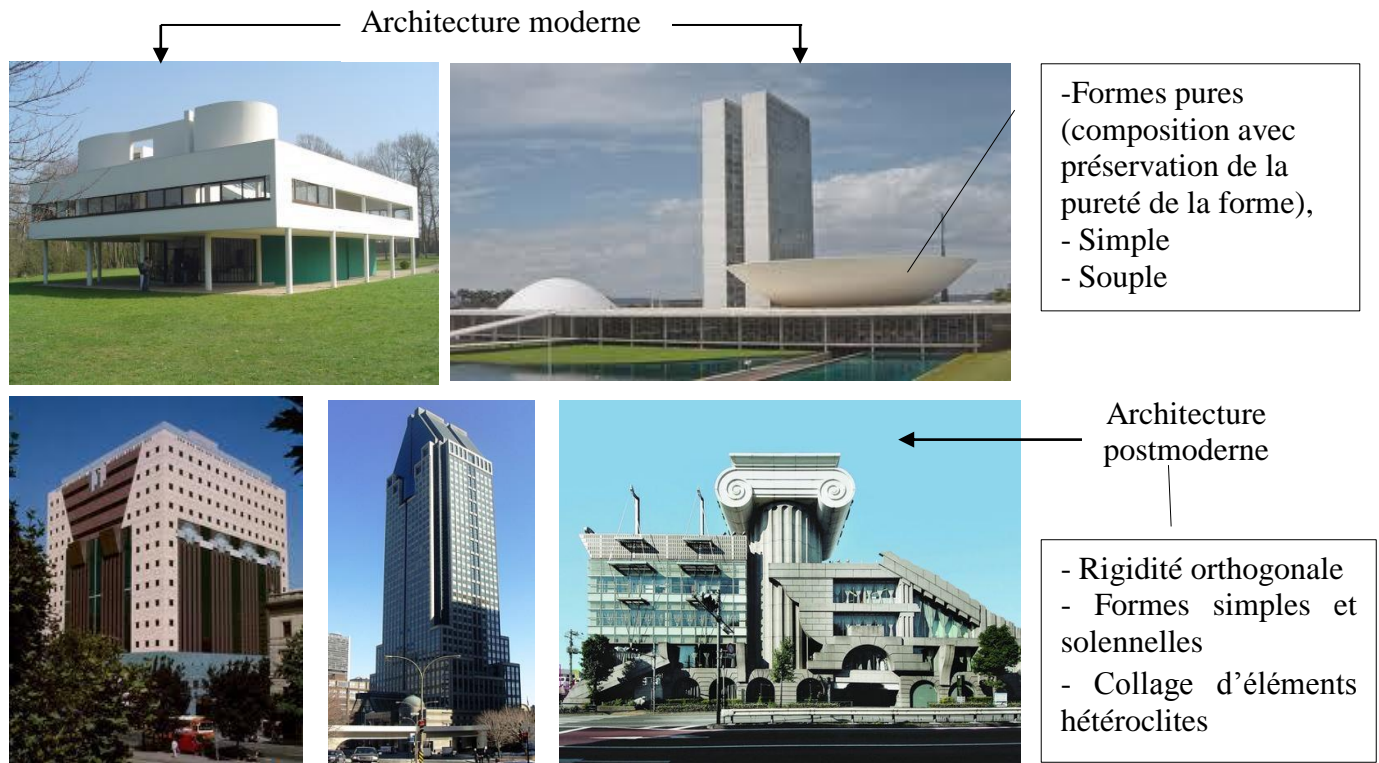 Architecture moderne
-Formes pures
(composition avec
préservation de la
pureté de la forme),
- Simple
- Souple
Architecture
postmoderne
- Rigidité orthogonale
- Formes simples et
solennelles
- Collage d’éléments
hétéroclites